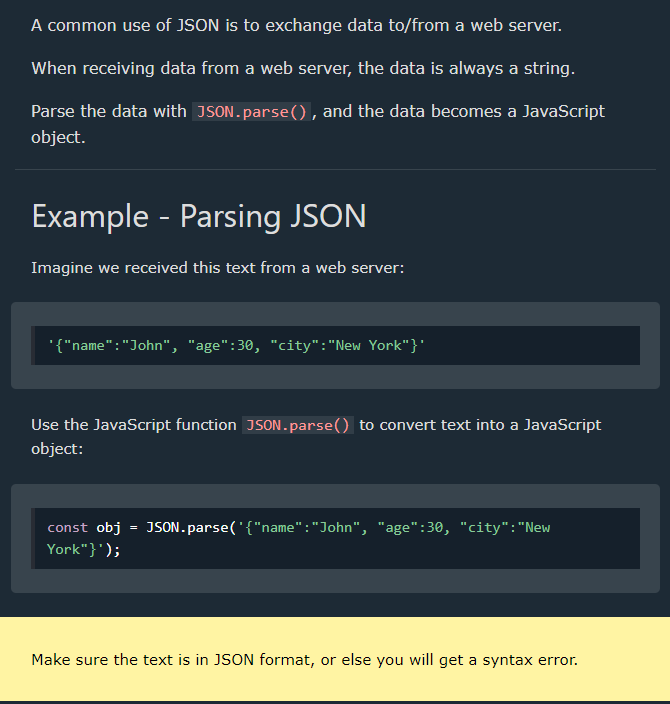 A common use of JSON is to exchange data to/from a web server.
When receiving data from a web server, the data is always a string.
Parse the data with JSON.parse(), and the data becomes a JavaScript
object.
Example - Parsing JSON
Imagine we received this text from a web server:
'{"name":"John", "age":30, "city":"New York"}'
Use the JavaScript function JSON.parse() to convert text into a JavaScript
object:
const obj = JSON.parse('{"name":"John", "age":30, "city":"New
York"}');
Make sure the text is in JSON format, or else you will get a syntax error.